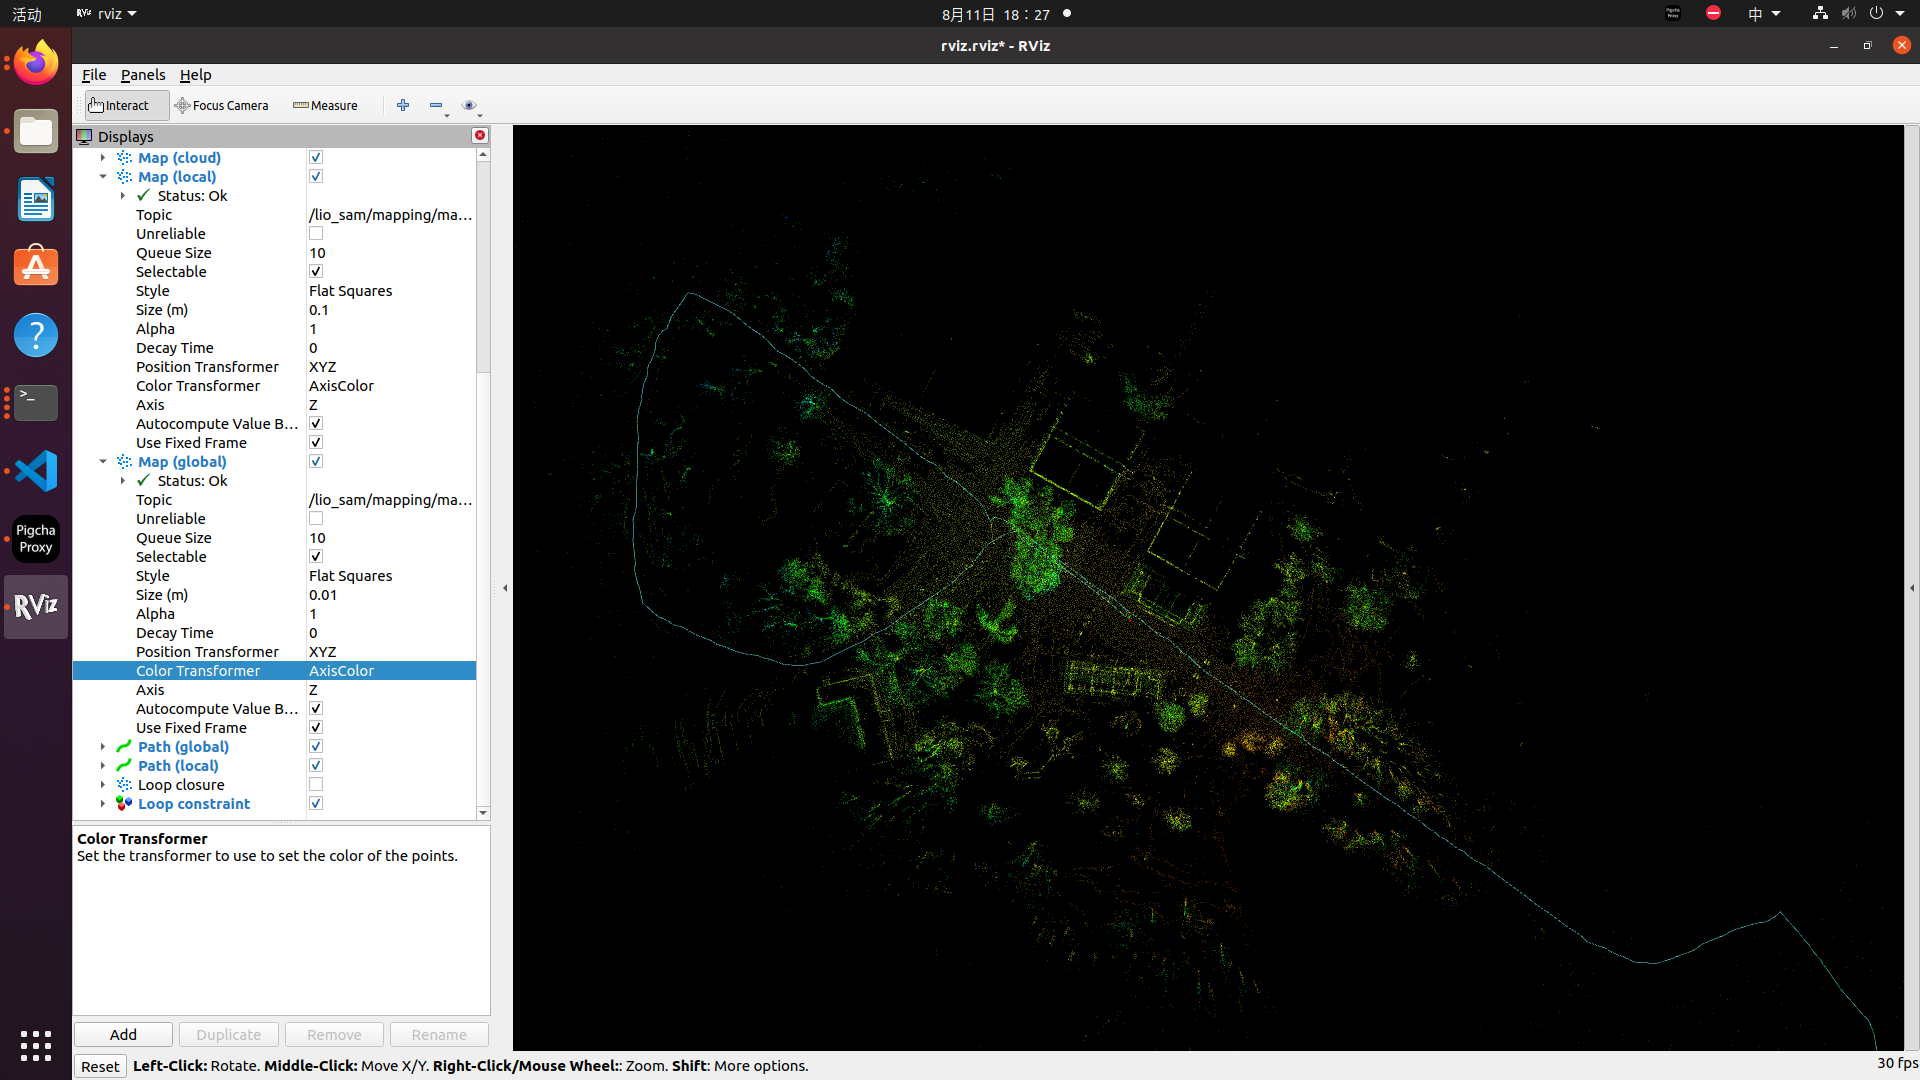 活动
RViz rviz
8月11日 18：27
Pigcha Proxy
中
rviz.rviz* - RViz
File Panels Help
Interact Focus Camera Measure
Displays
Map (cloud)
Map (local)
Status: Ok
Topic /lio_sam/mapping/ma...
Unreliable
Queue Size 10
Selectable
Style Flat Squares
Size (m) 0.1
Alpha 1
Decay Time 0
Position Transformer XYZ
Color Transformer AxisColor
Axis Z
Autocompute Value B...
Use Fixed Frame
Map (global)
Status: Ok
Topic /lio_sam/mapping/ma...
Unreliable
Queue Size 10
Selectable
Style Flat Squares
Size (m) 0.01
Alpha 1
Decay Time 0
Position Transformer XYZ
Color Transformer AxisColor
Axis Z
Autocompute Value B...
Use Fixed Frame
Path (global)
Path (local)
Loop closure
Loop constraint
Color Transformer
Set the transformer to use to set the color of the points.
Add Duplicate Remove Rename
Reset Left-Click: Rotate. Middle-Click: Move X/Y. Right-Click/Mouse Wheel:: Zoom. Shift: More options.
30 fps
Pigcha
Proxy
RViz